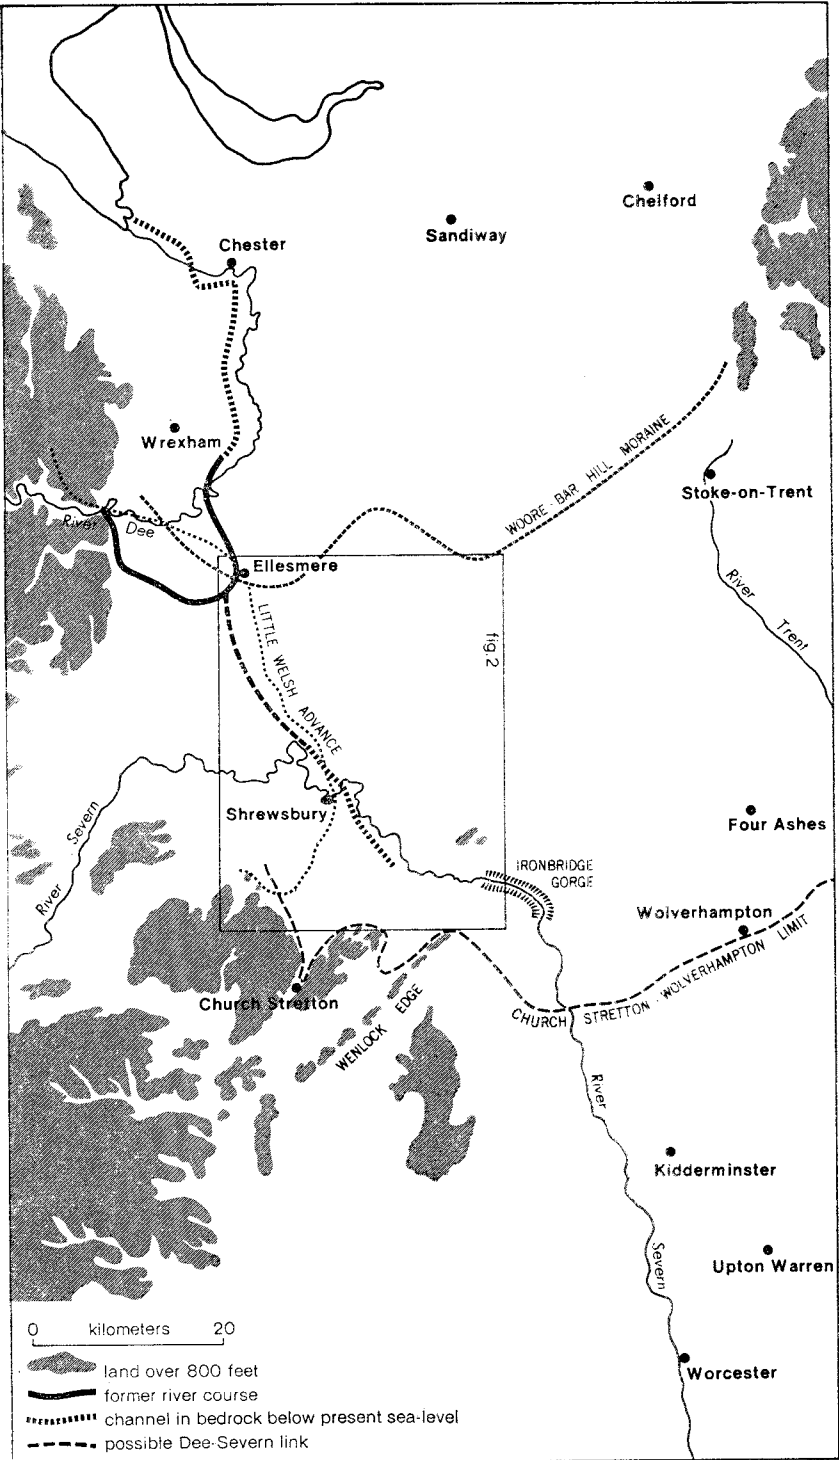 Chelford
Sandiway
Chester
Wrexham
WOORE - BAR HILL MORAINE
Stoke-on-Trent
River Dee
Ellesmere
River Trent
fig.2
LITTLE WELSH ADVANCE
Shrewsbury
River Severn
Four Ashes
IRONBRIDGE
GORGE
Wolverhampton
Church Stretton
WENLOCK EDGE
CHURCH STRETTON - WOLVERHAMPTON LIMIT
River Severn
Kidderminster
Upton Warren
Worcester
0 kilometers 20
land over 800 feet
former river course
channel in bedrock below present sea-level
possible Dee-Severn link